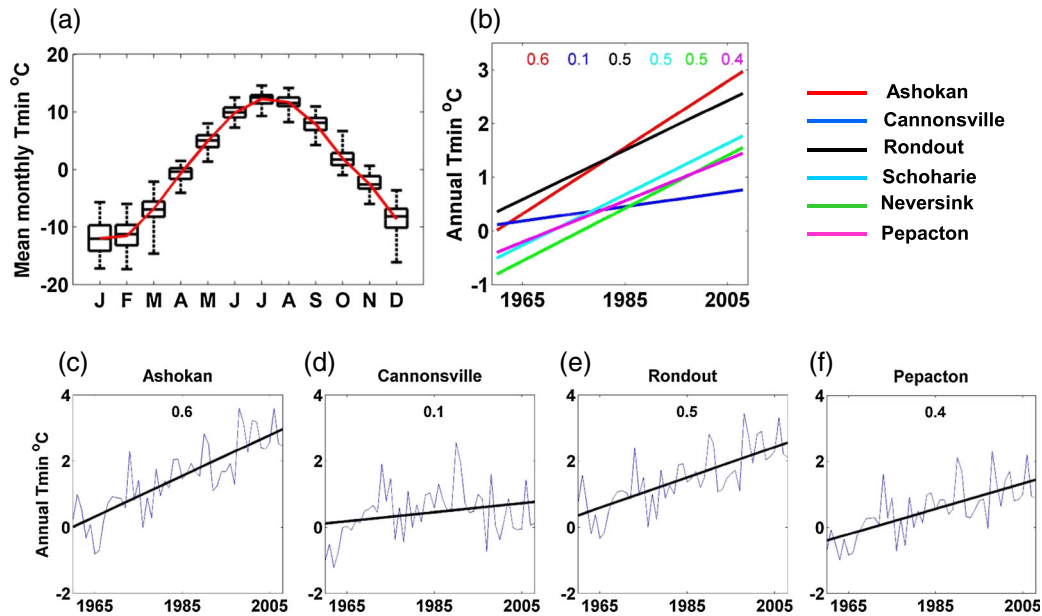 (a)
Mean monthly Tmin °C
20
10
0
-10
-20
J F M A M J J A S O N D
(b)
Annual Tmin °C
0.6 0.1 0.5 0.5 0.5 0.4
3
2
1
0
-1
1965 1985 2005
Ashokan
Cannonsville
Rondout
Schoharie
Neversink
Pepacton
(c)
Ashokan
0.6
Annual Tmin °C
4
2
0
-2
1965 1985 2005
(d)
Cannonsville
0.1
4
2
0
-2
1965 1985 2005
(e)
Rondout
0.5
4
2
0
-2
1965 1985 2005
(f)
Pepacton
0.4
4
2
0
-2
1965 1985 2005